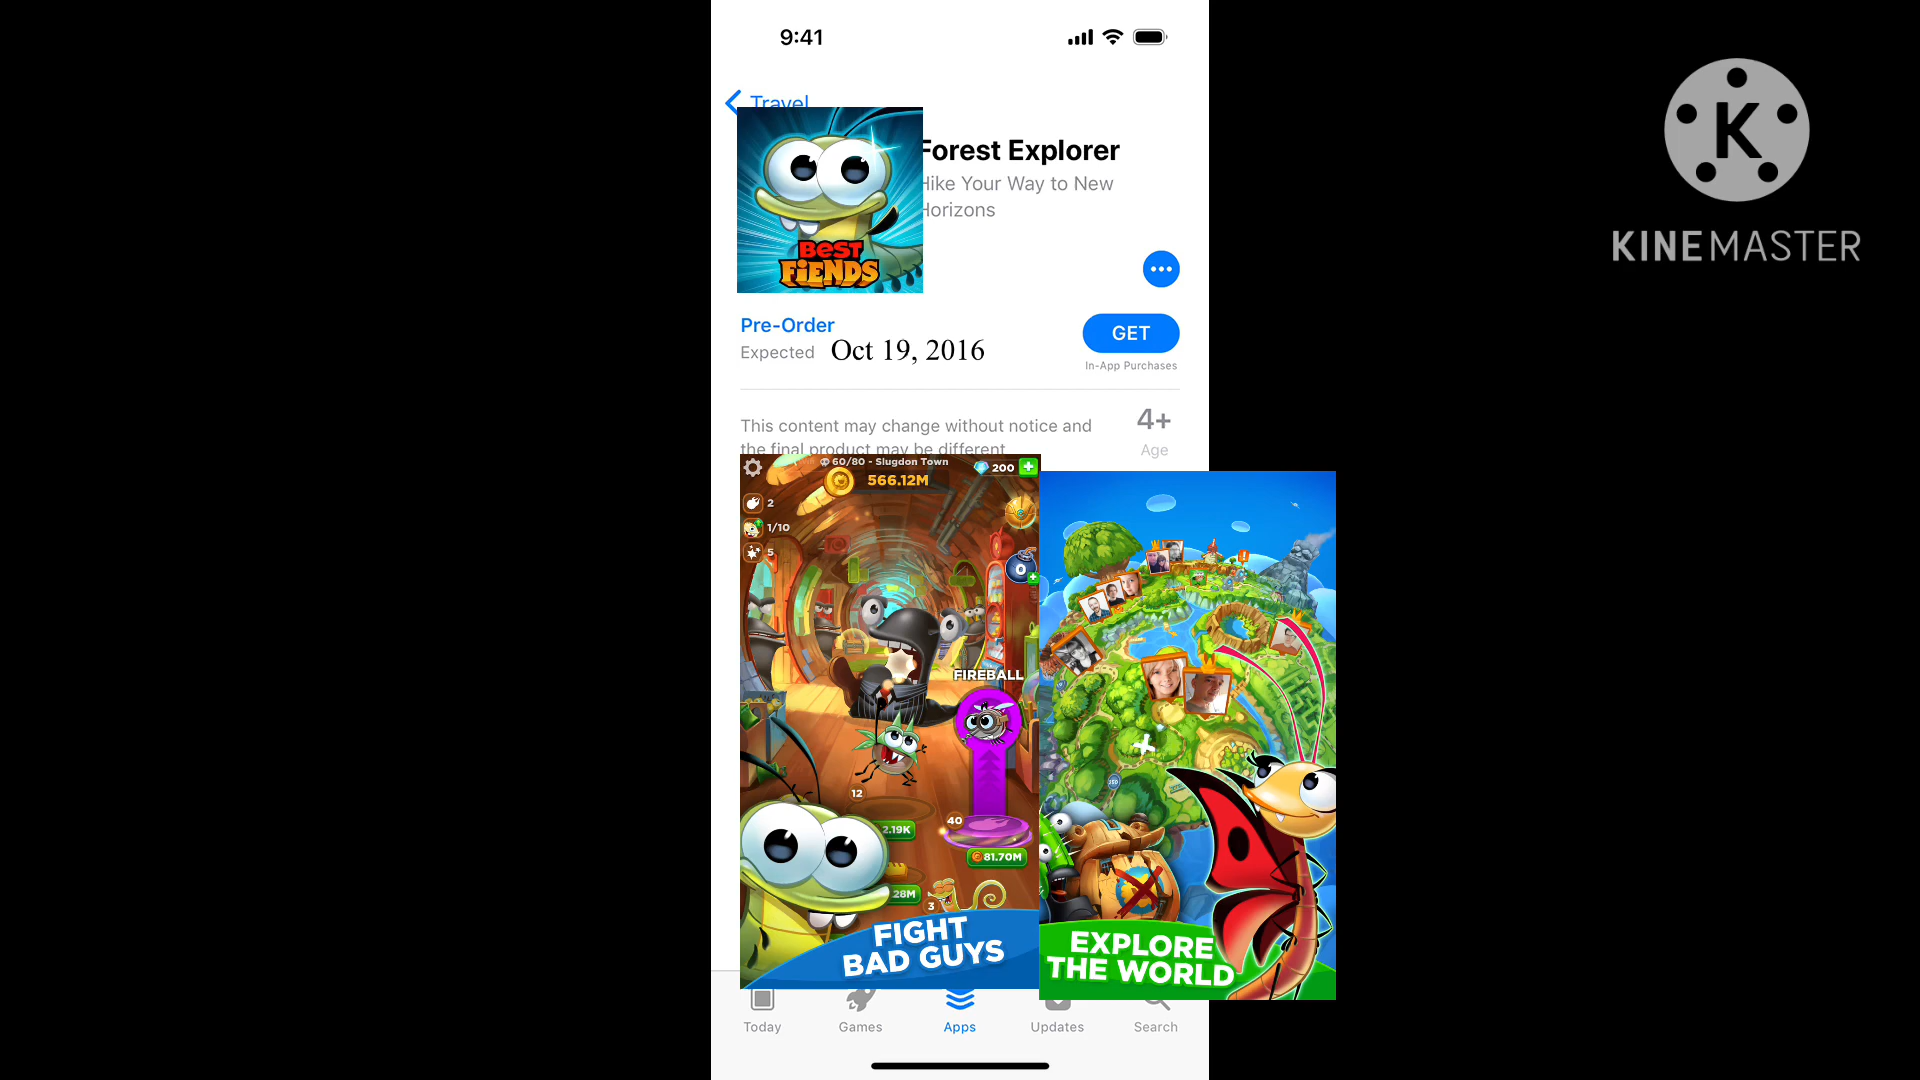 9:41
Travel
K
KINEMASTER
Forest Explorer
Hike Your Way to New
Horizons
BEST
FIENDS
Pre-Order
Expected Oct 19, 2016
GET
In-App Purchases
This content may change without notice and
the final product may be different
4+
Age
60/80 - Slugdon Town
200
566.12M
2
1/10
5
FIREBALL
12
40
2.19K
81.70M
28M
3
FIGHT
BAD GUYS
EXPLORE
THE WORLD
Today
Games
Apps
Updates
Search